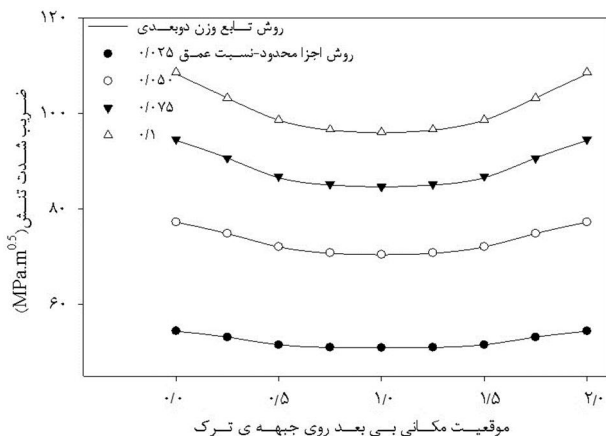 ۱۲۰
۱۰۰
۸۰
۶۰
ضریب شدت تنش(MPa.m^0.5)
روش تابع وزن دوبعدی
روش اجزا محدود-نسبت عمق ۰/۰۲۵
۰/۰۵۰
۰/۰۷۵
۰/۱
۰/۰ ۰/۵ ۱/۰ ۱/۵ ۲/۰
موقعیت مکانی بی بعد روی جبهه ی ترک